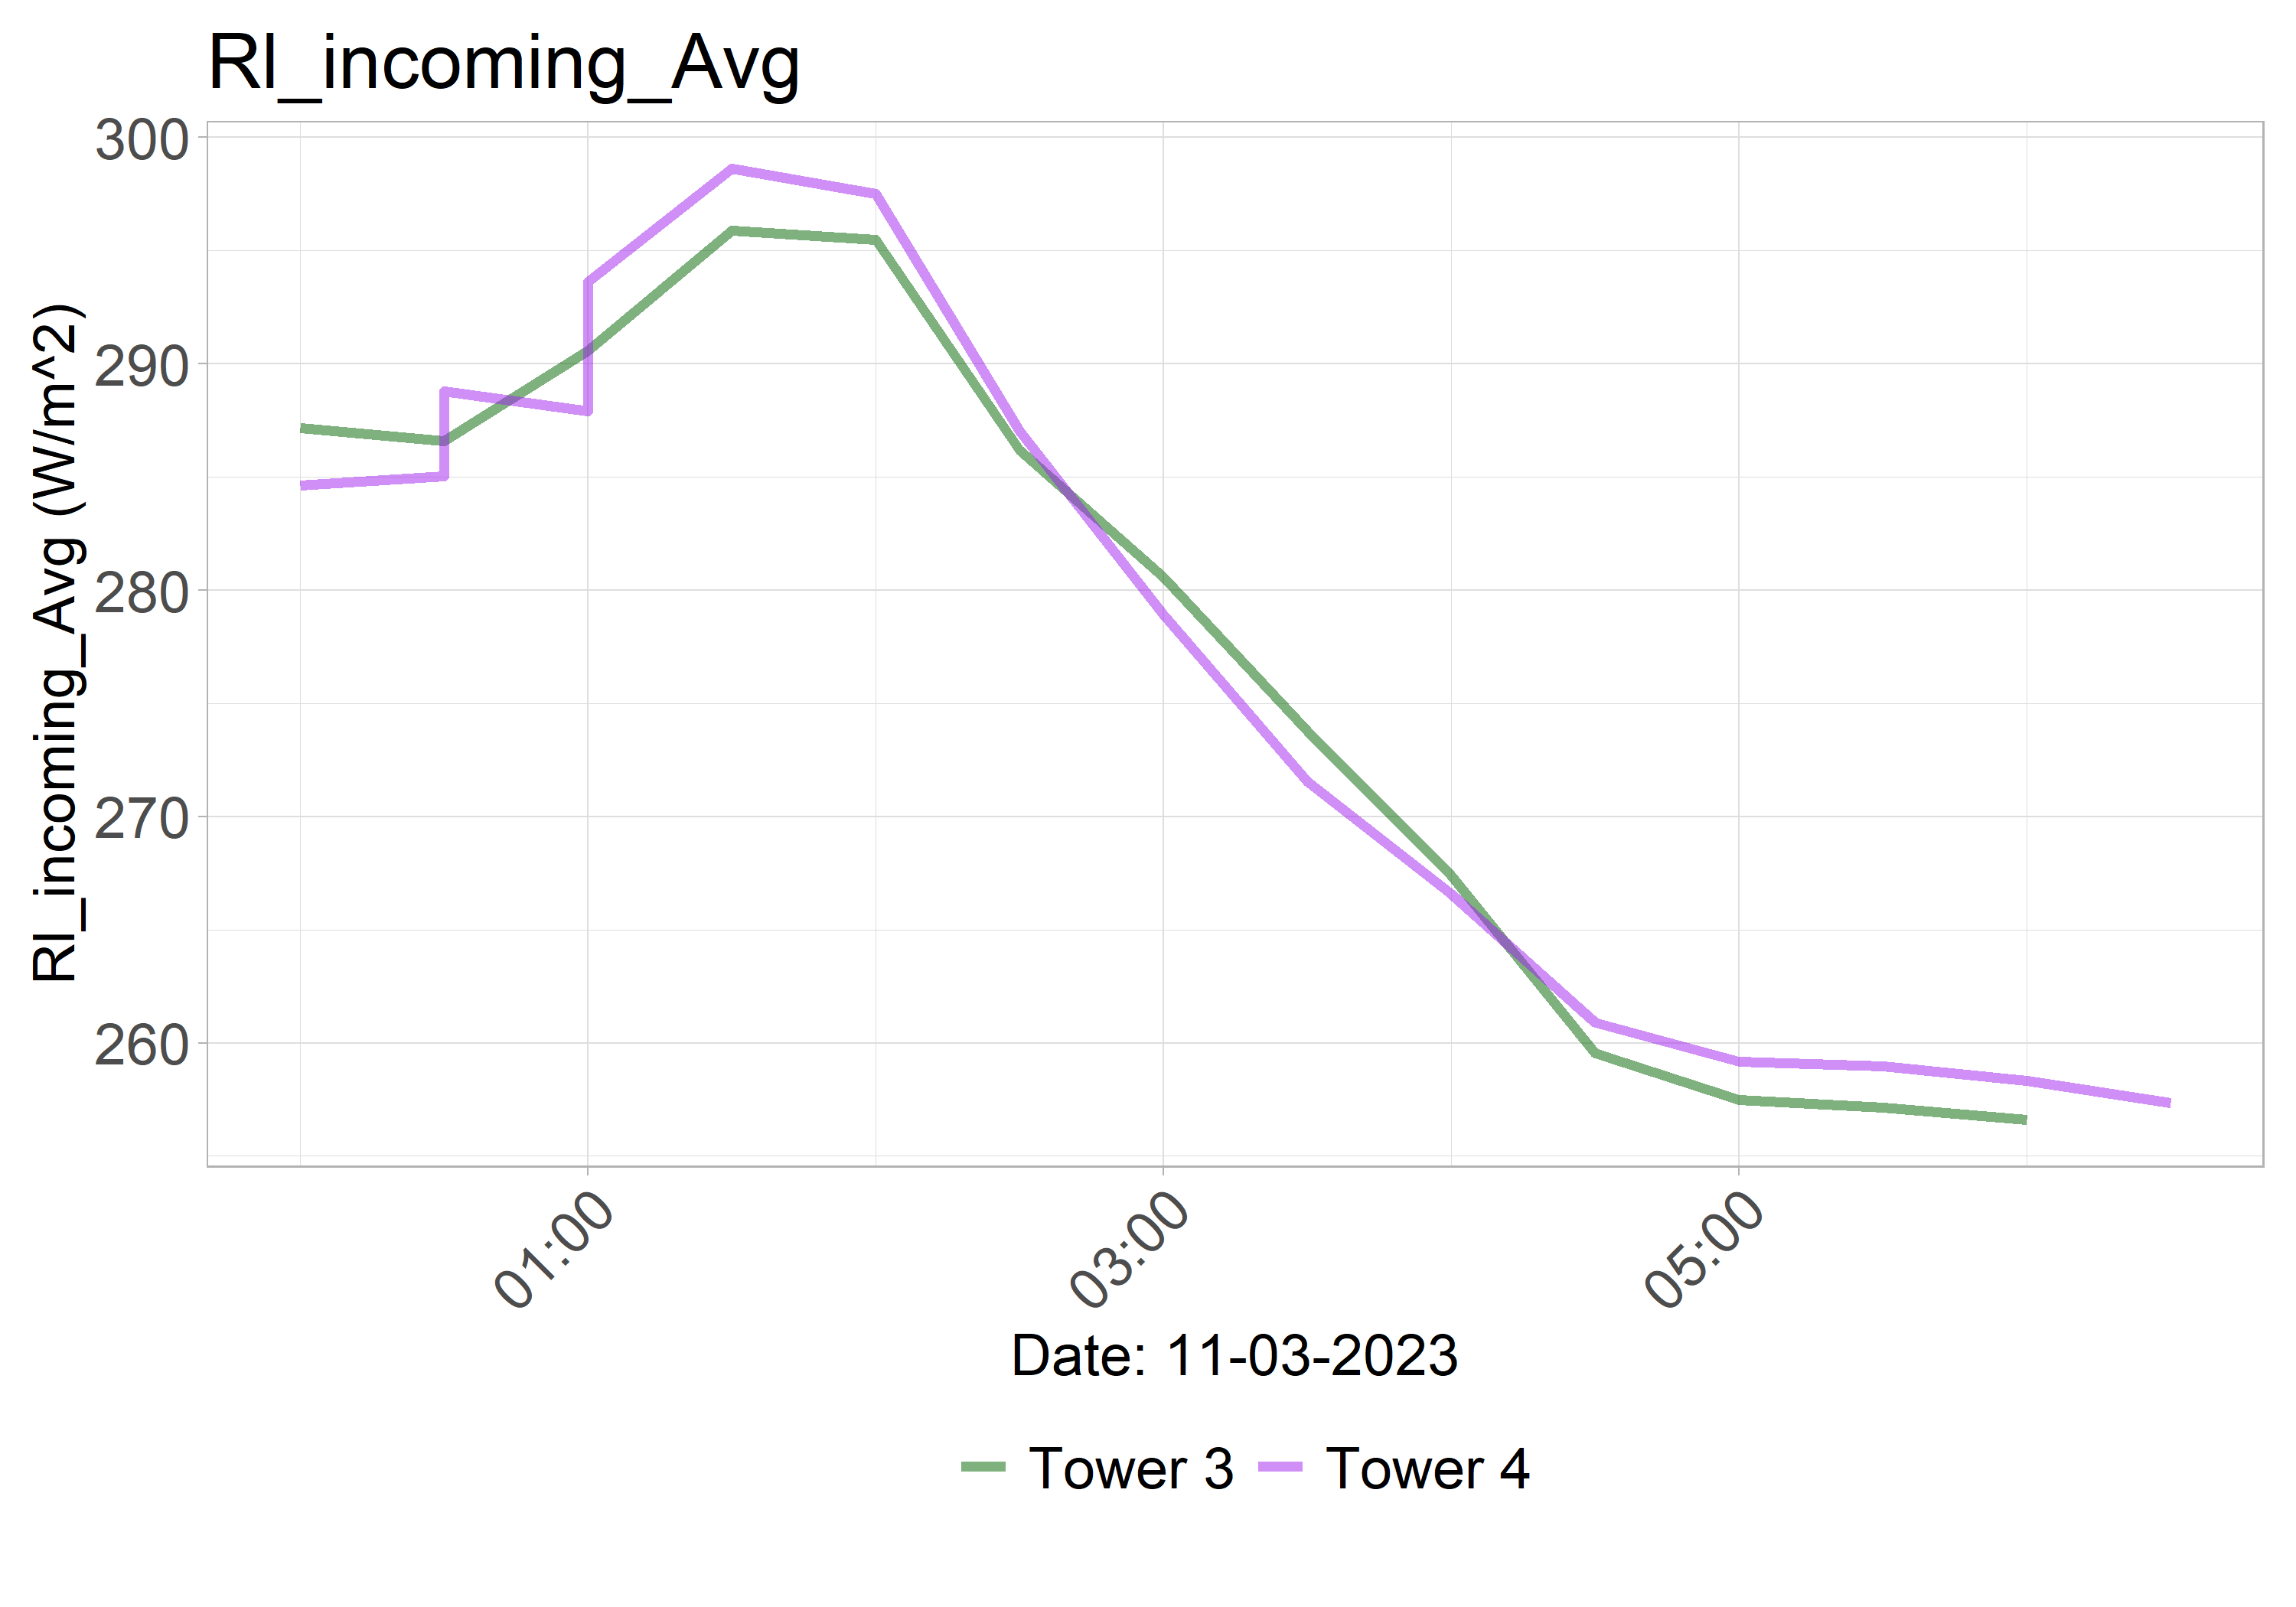 Rl_incoming_Avg
Rl_incoming_Avg (W/m^2)
300
290
280
270
260
01:00
03:00
05:00
Date: 11-03-2023
Tower 3
Tower 4